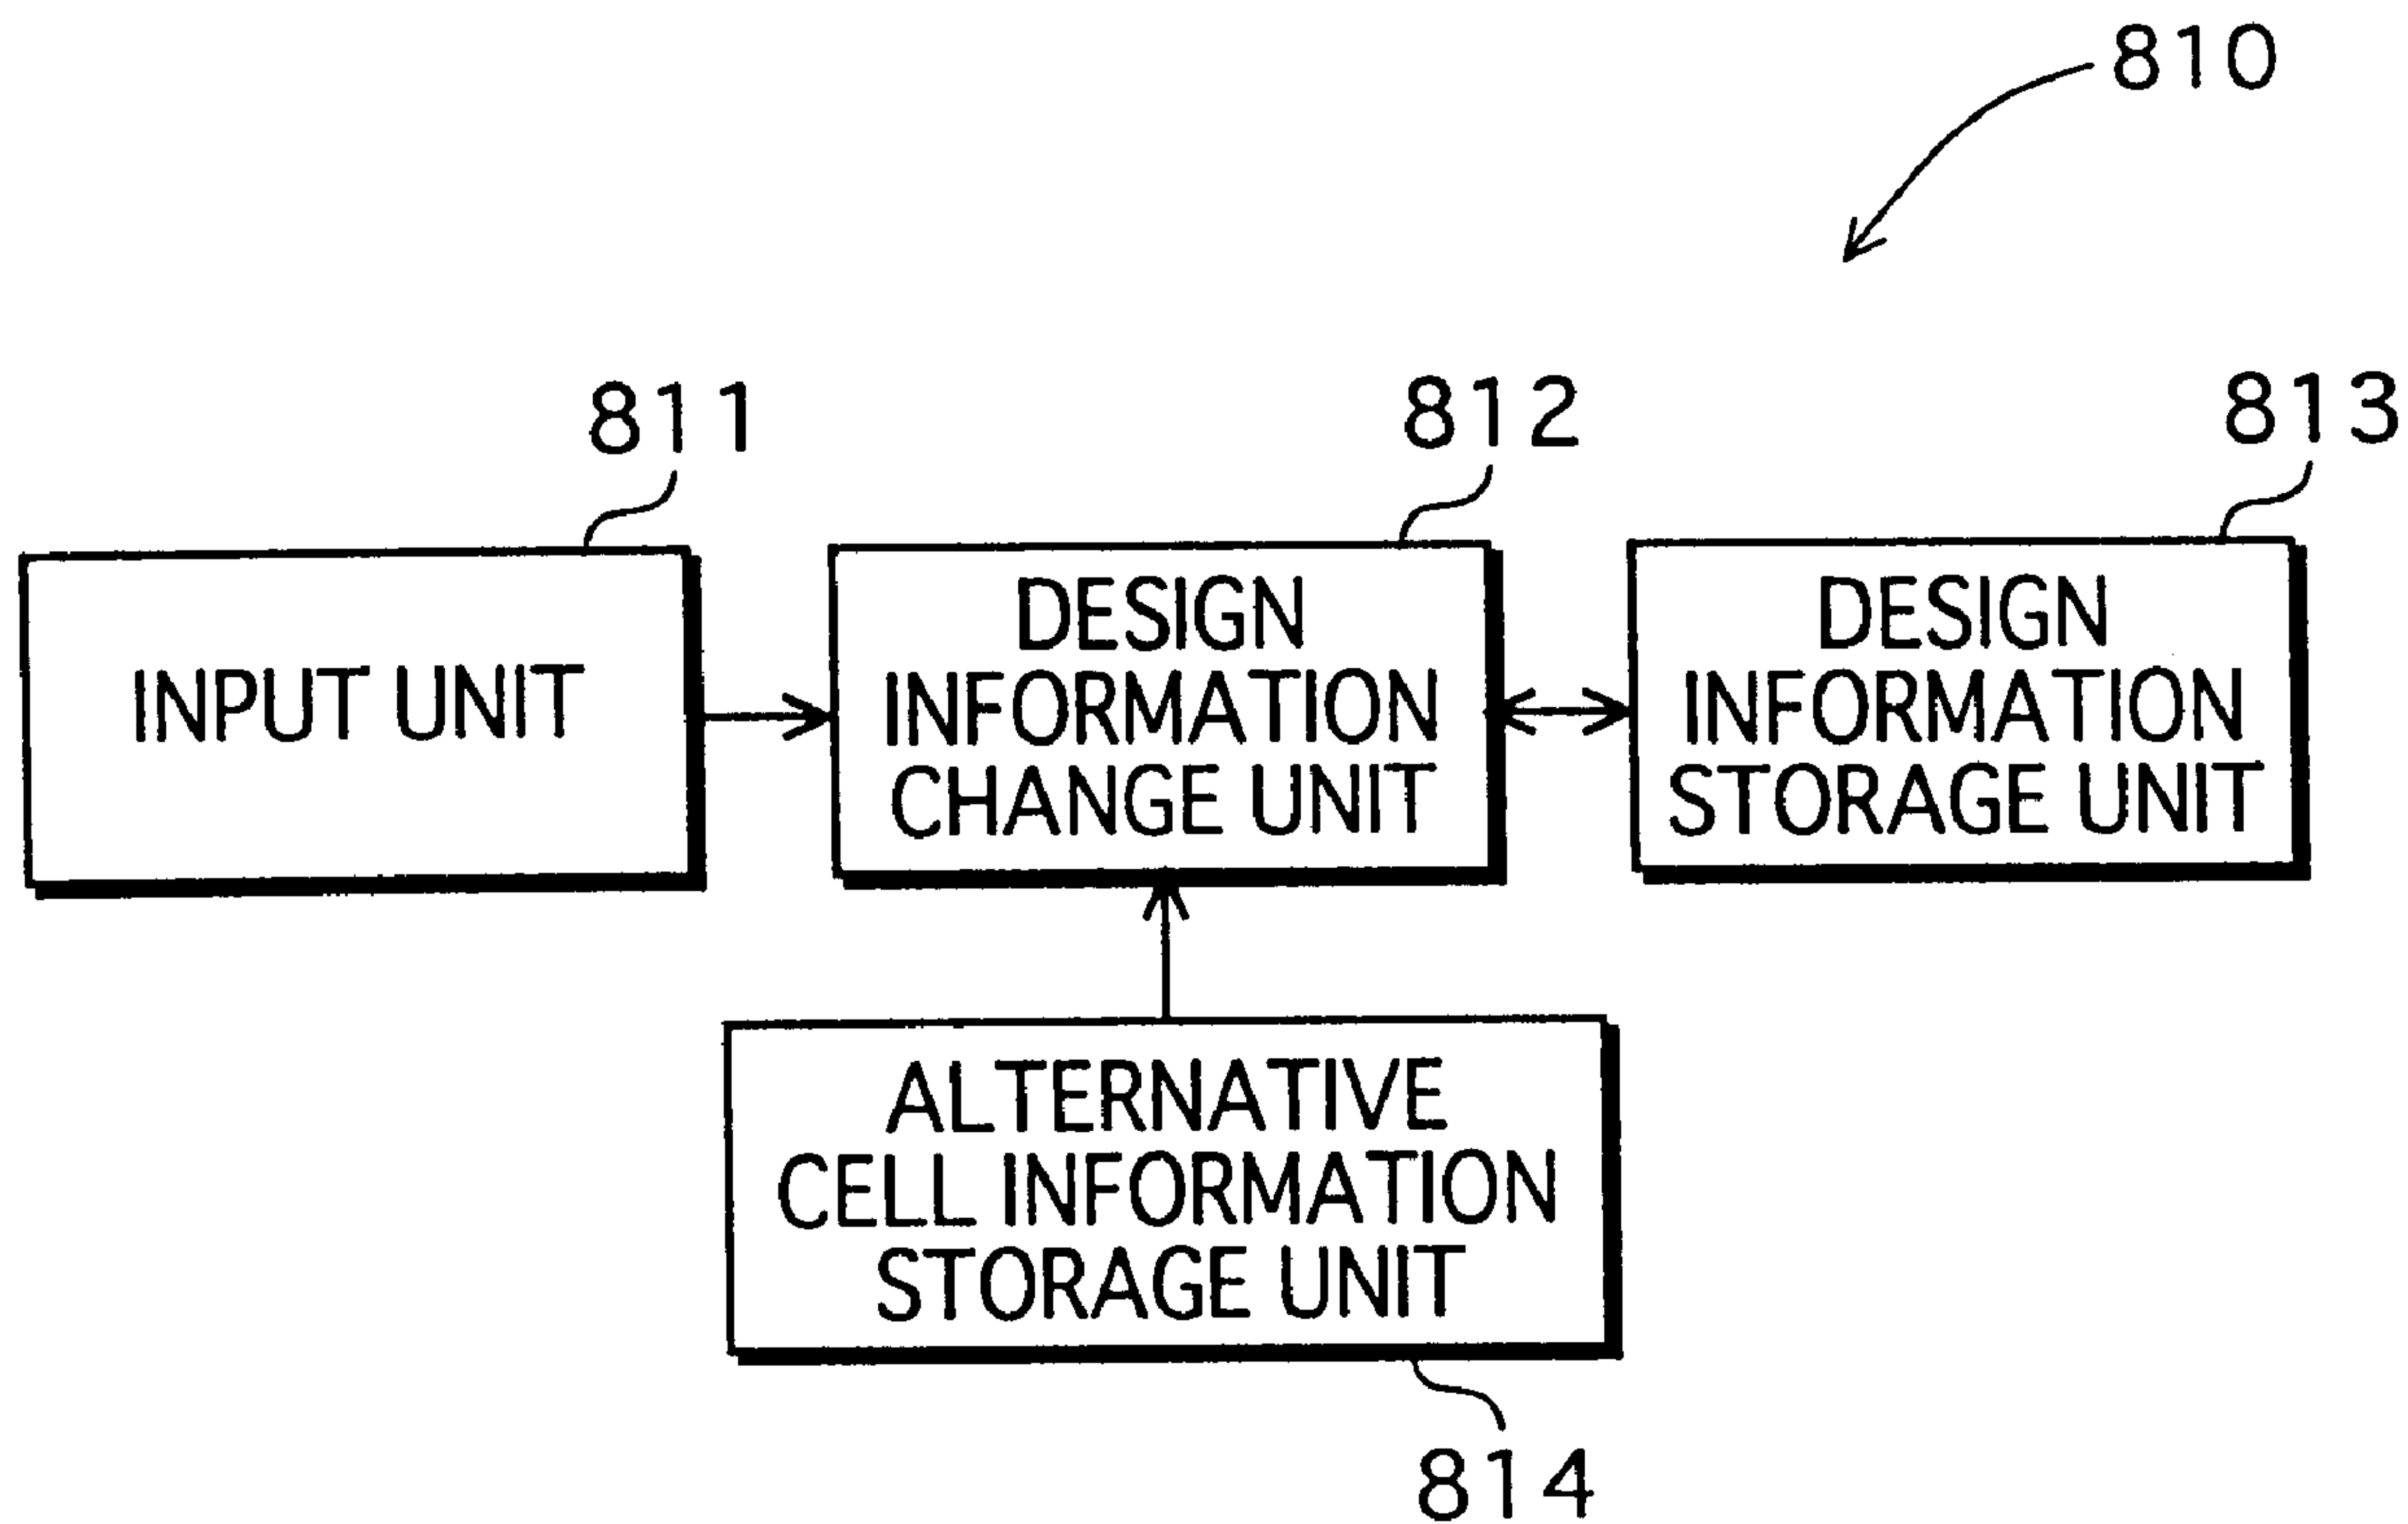 810
811
812
813
INPUT UNIT
DESIGN
INFORMATION
CHANGE UNIT
DESIGN
INFORMATION
STORAGE UNIT
ALTERNATIVE
CELL INFORMATION
STORAGE UNIT
814